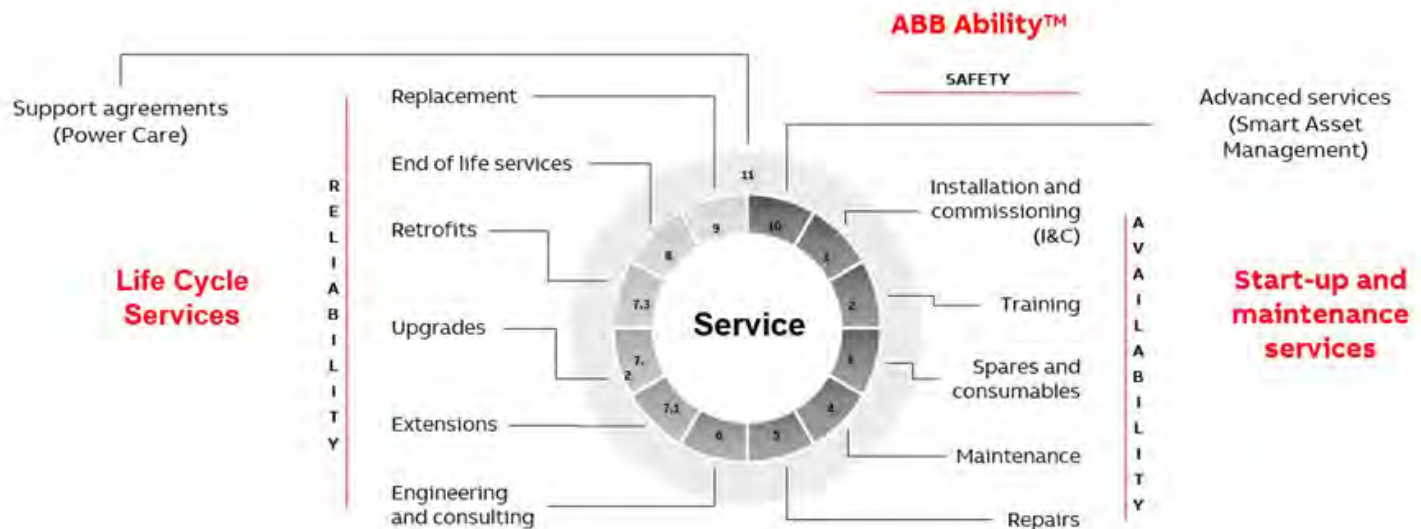 ABB Ability™
SAFETY
Support agreements
(Power Care)
Advanced services
(Smart Asset
Management)
Replacement
End of life services
Retrofits
Upgrades
Extensions
Engineering
and consulting
RELIABILITY
Life Cycle
Services
11
10
9
8
7.3
7.
2
7.1
6
5
4
2
Service
Installation and
commissioning
(I&C)
Training
Spares and
consumables
Maintenance
Repairs
AVAILABILITY
Start-up and
maintenance
services